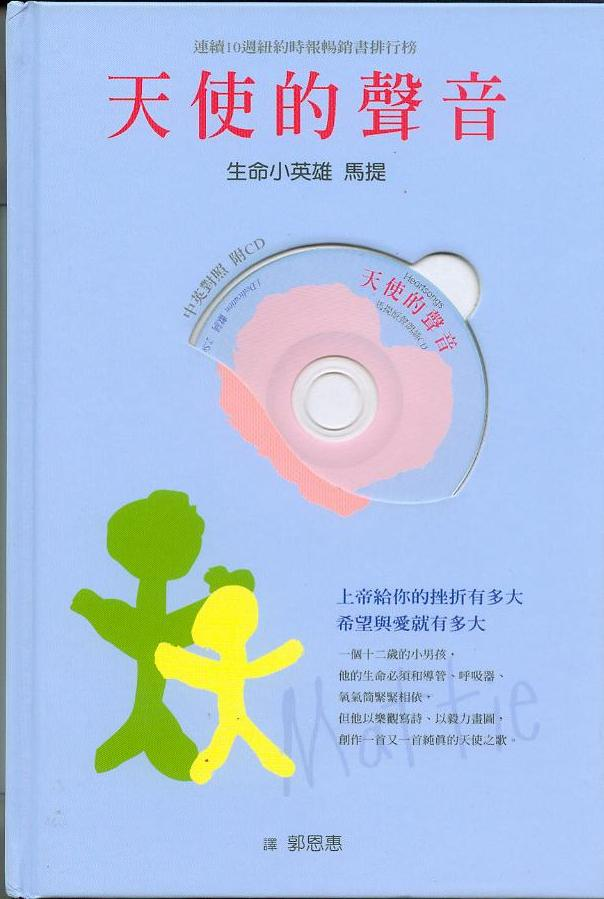 連續10週紐約時報暢銷書排行榜
天使的聲音
生命小英雄 馬提
中英對照 附CD
Heartsongs
天使的聲音
Dedication
上帝給你的挫折有多大
希望與愛就有多大
一個十二歲的小男孩，
他的生命必須和導管、呼吸器、
氧氣筒緊緊相依，
但他以樂觀寫詩、以毅力畫圖，
創作一首又一首純真的天使之歌。
Mattie
譯 郭恩惠